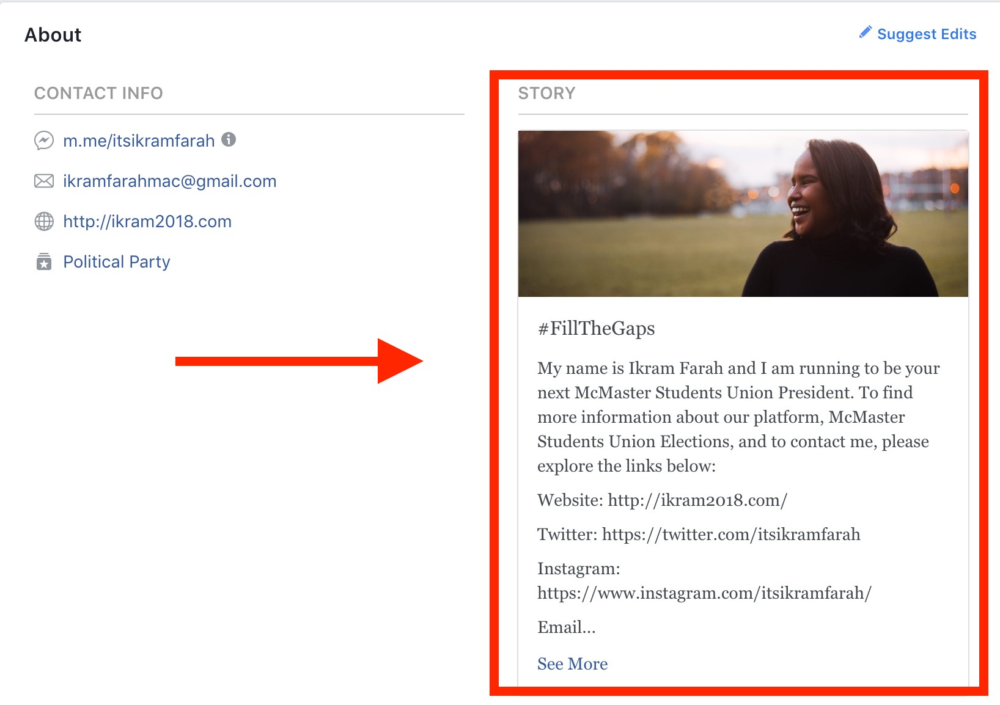 About
Suggest Edits
CONTACT INFO
m.me/itsikramfarah
ikramfarahmac@gmail.com
http://ikram2018.com
Political Party
STORY
#FillTheGaps
My name is Ikram Farah and I am running to be your
next McMaster Students Union President. To find
more information about our platform, McMaster
Students Union Elections, and to contact me, please
explore the links below:
Website: http://ikram2018.com/
Twitter: https://twitter.com/itsikramfarah
Instagram:
https://www.instagram.com/itsikramfarah/
Email...
See More